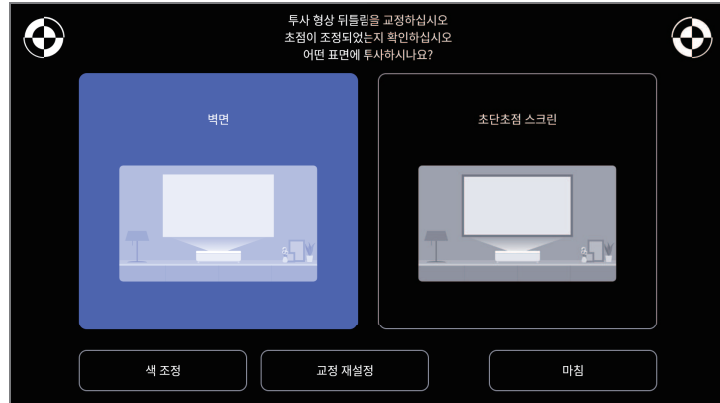 투사 형상 뒤틀림을 교정하십시오
초점이 조정되었는지 확인하십시오
어떤 표면에 투사하시나요?
벽면
초단초점 스크린
색 조정
교정 재설정
마침